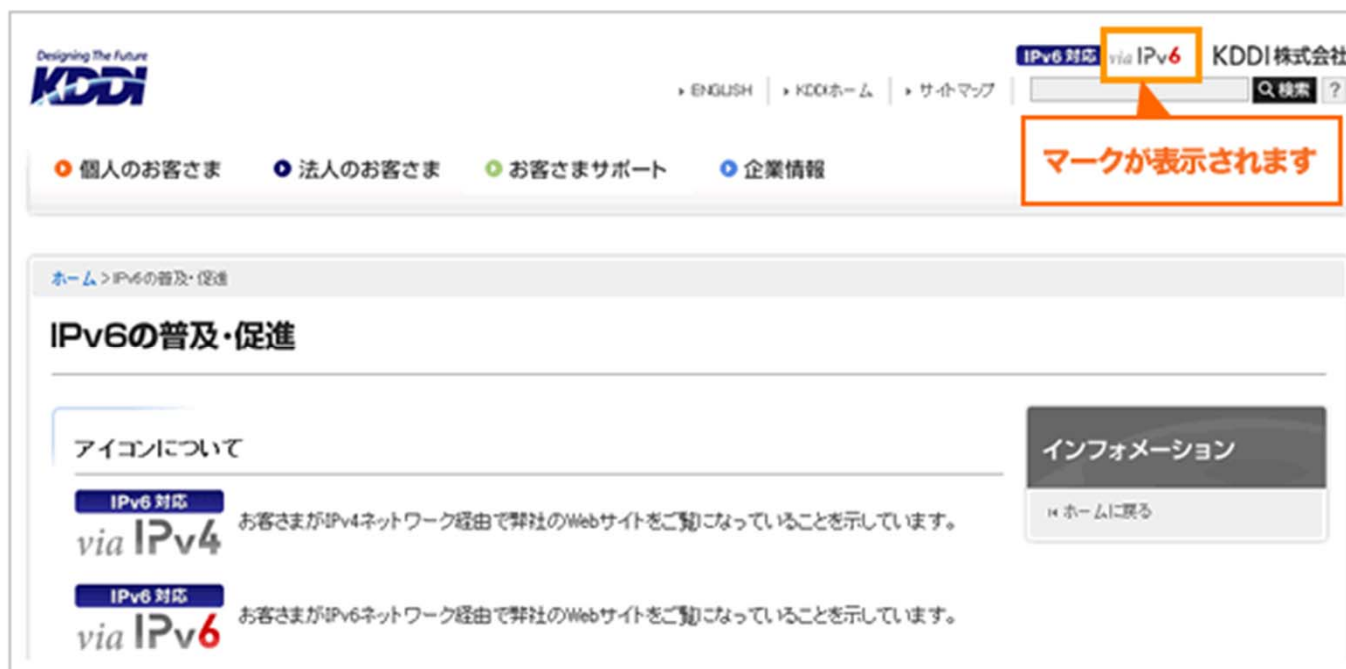 Designing The Future
KDDI
IPv6 対応 via IPv6 KDDI株式会社
ENGLISH KDDIホーム サイトマップ 検索 ?
マークが表示されます
個人のお客さま 法人のお客さま お客さまサポート 企業情報
ホーム > IPv6の普及・促進
IPv6の普及・促進
アイコンについて
IPv6 対応
via IPv4
お客さまがIPv4ネットワーク経由で弊社のWebサイトをご覧になっていることを示しています。
IPv6 対応
via IPv6
お客さまがIPv6ネットワーク経由で弊社のWebサイトをご覧になっていることを示しています。
インフォメーション
ホームに戻る